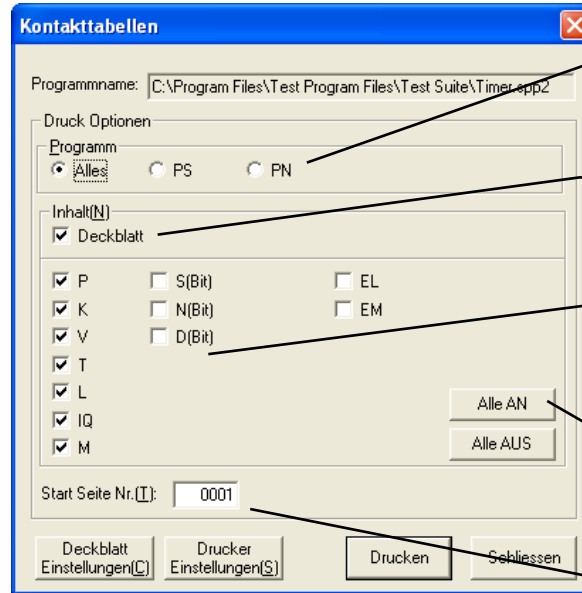 Kontakttabellen
Programmname: C:\Program Files\Test Program Files\Test Suite\Timer.spp2
Druck Optionen
Programm
Alles PS PN
Inhalt(N)
Deckblatt
P S(Bit) EL
K N(Bit) EM
V D(Bit)
T
L
IQ
M
Alle AN
Alle AUS
Start Seite Nr.(T): 0001
Deckblatt Einstellungen(C)
Drucker Einstellungen(S)
Drucken
Schliessen